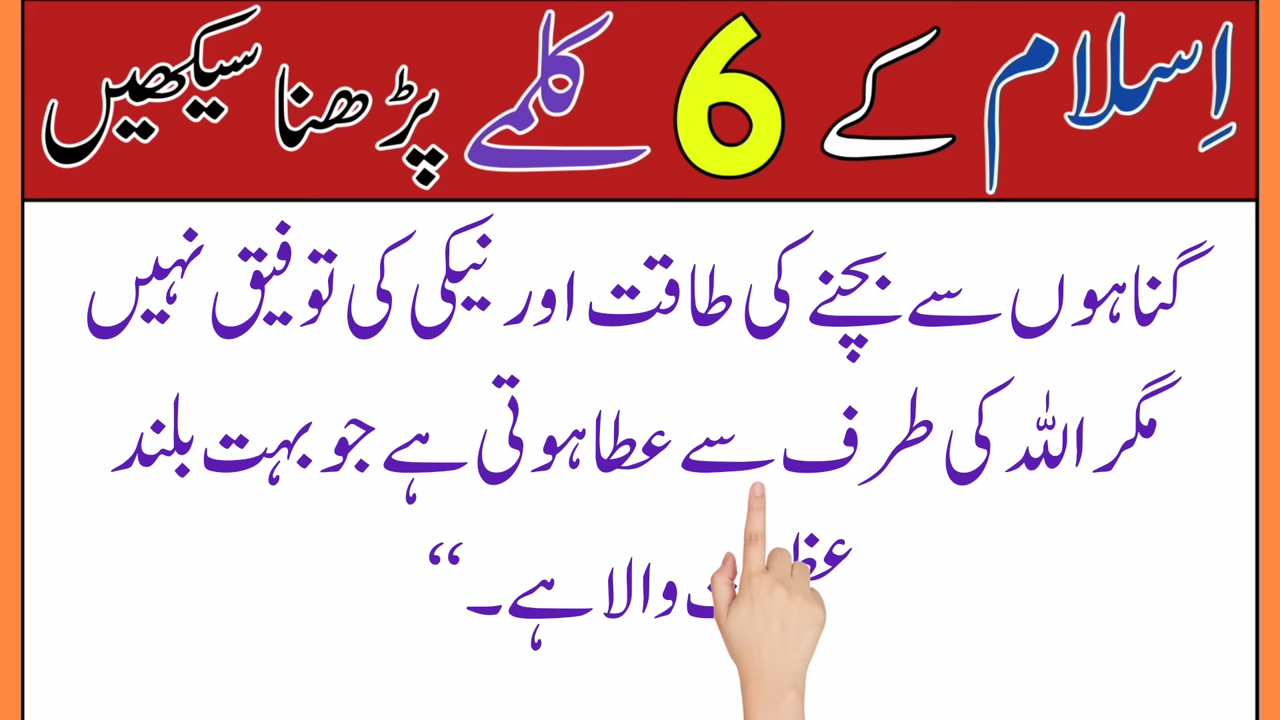 اِسلام کے 6 کلمے پڑھنا سیکھیں
گناہوں سے بچنے کی طاقت اور نیکی کی توفیق نہیں
مگر اللہ کی طرف سے عطا ہوتی ہے جو بہت بلند
والا ہے۔“